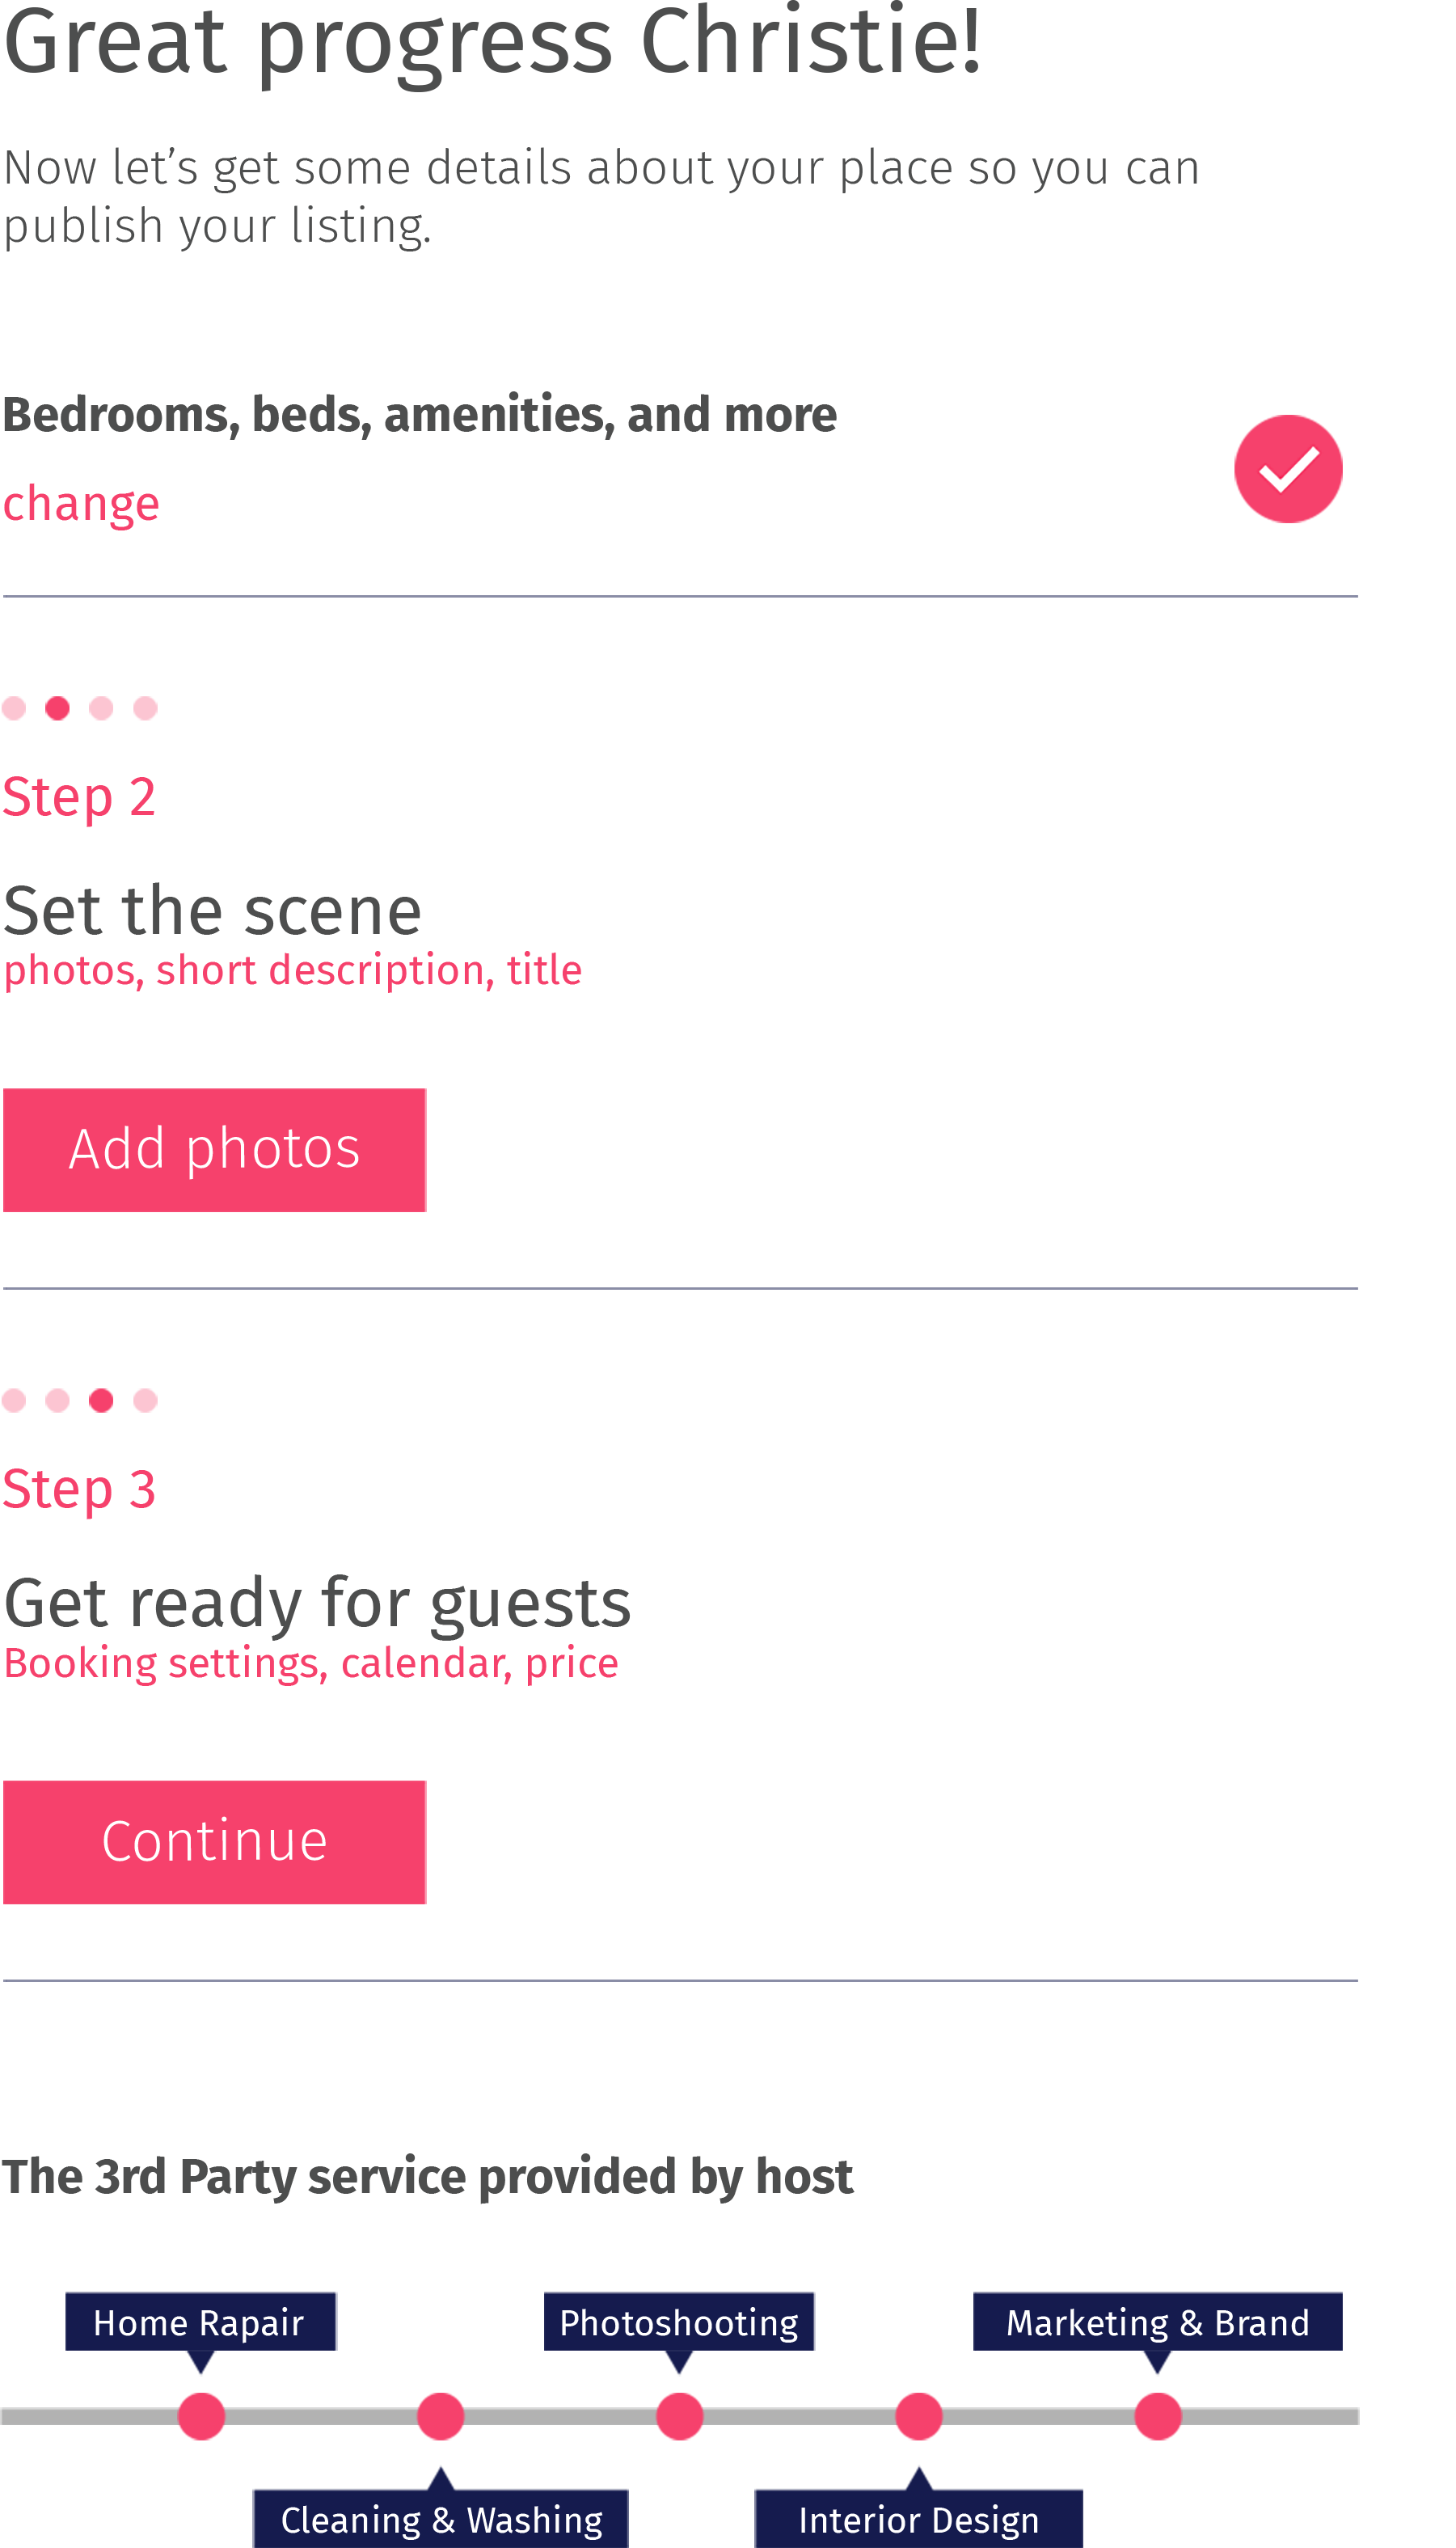 Great progress Christie!
Now let’s get some details about your place so you can
publish your listing.
Bedrooms, beds, amenities, and more
change
Step 2
Set the scene
photos, short description, title
Add photos
Step 3
Get ready for guests
Booking settings, calendar, price
Continue
The 3rd Party service provided by host
Home Rapair
Photoshooting
Marketing & Brand
Cleaning & Washing
Interior Design